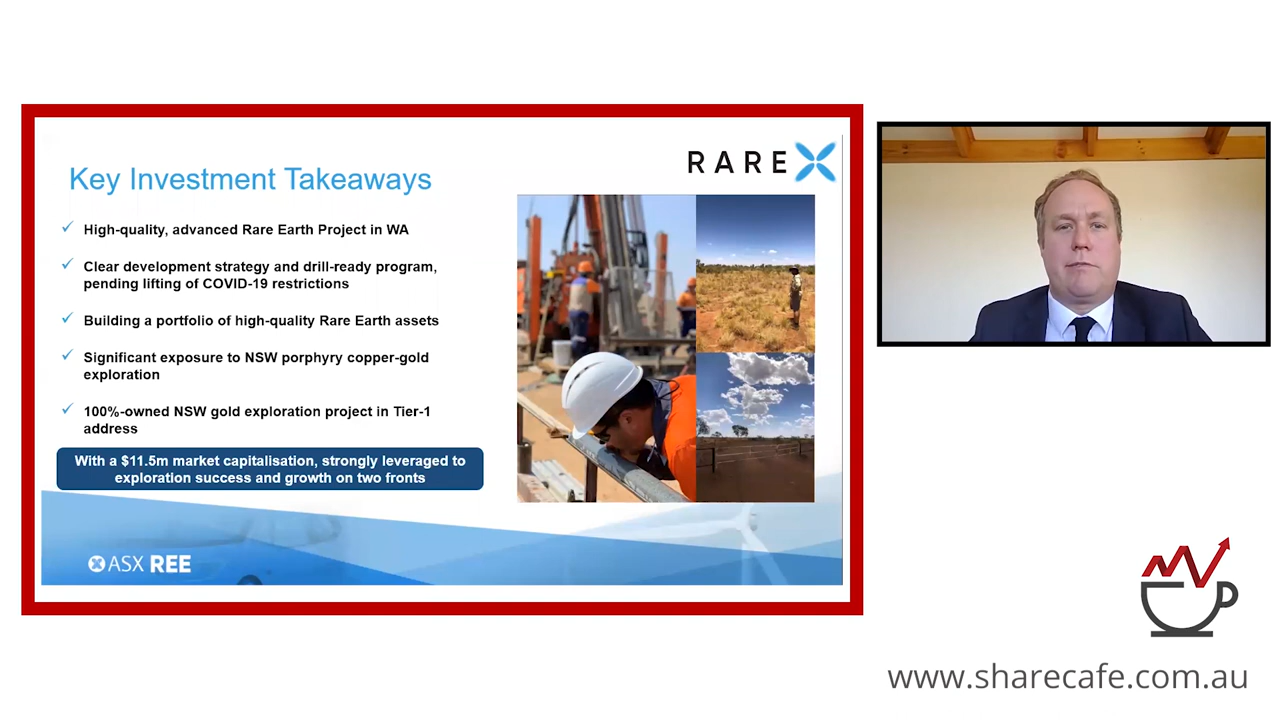 RAREX
Key Investment Takeaways
High-quality, advanced Rare Earth Project in WA
Clear development strategy and drill-ready program,
pending lifting of COVID-19 restrictions
Building a portfolio of high-quality Rare Earth assets
Significant exposure to NSW porphyry copper-gold
exploration
100%-owned NSW gold exploration project in Tier-1
address
With a $11.5m market capitalisation, strongly leveraged to
exploration success and growth on two fronts
ASX REE
www.sharecafe.com.au